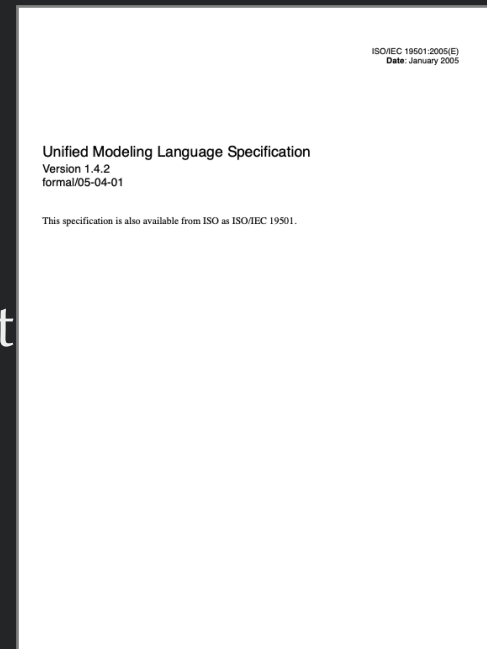 ISO/IEC 19501:2005(E)
Date: January 2005
Unified Modeling Language Specification
Version 1.4.2
formal/05-04-01
This specification is also available from ISO as ISO/IEC 19501.
t